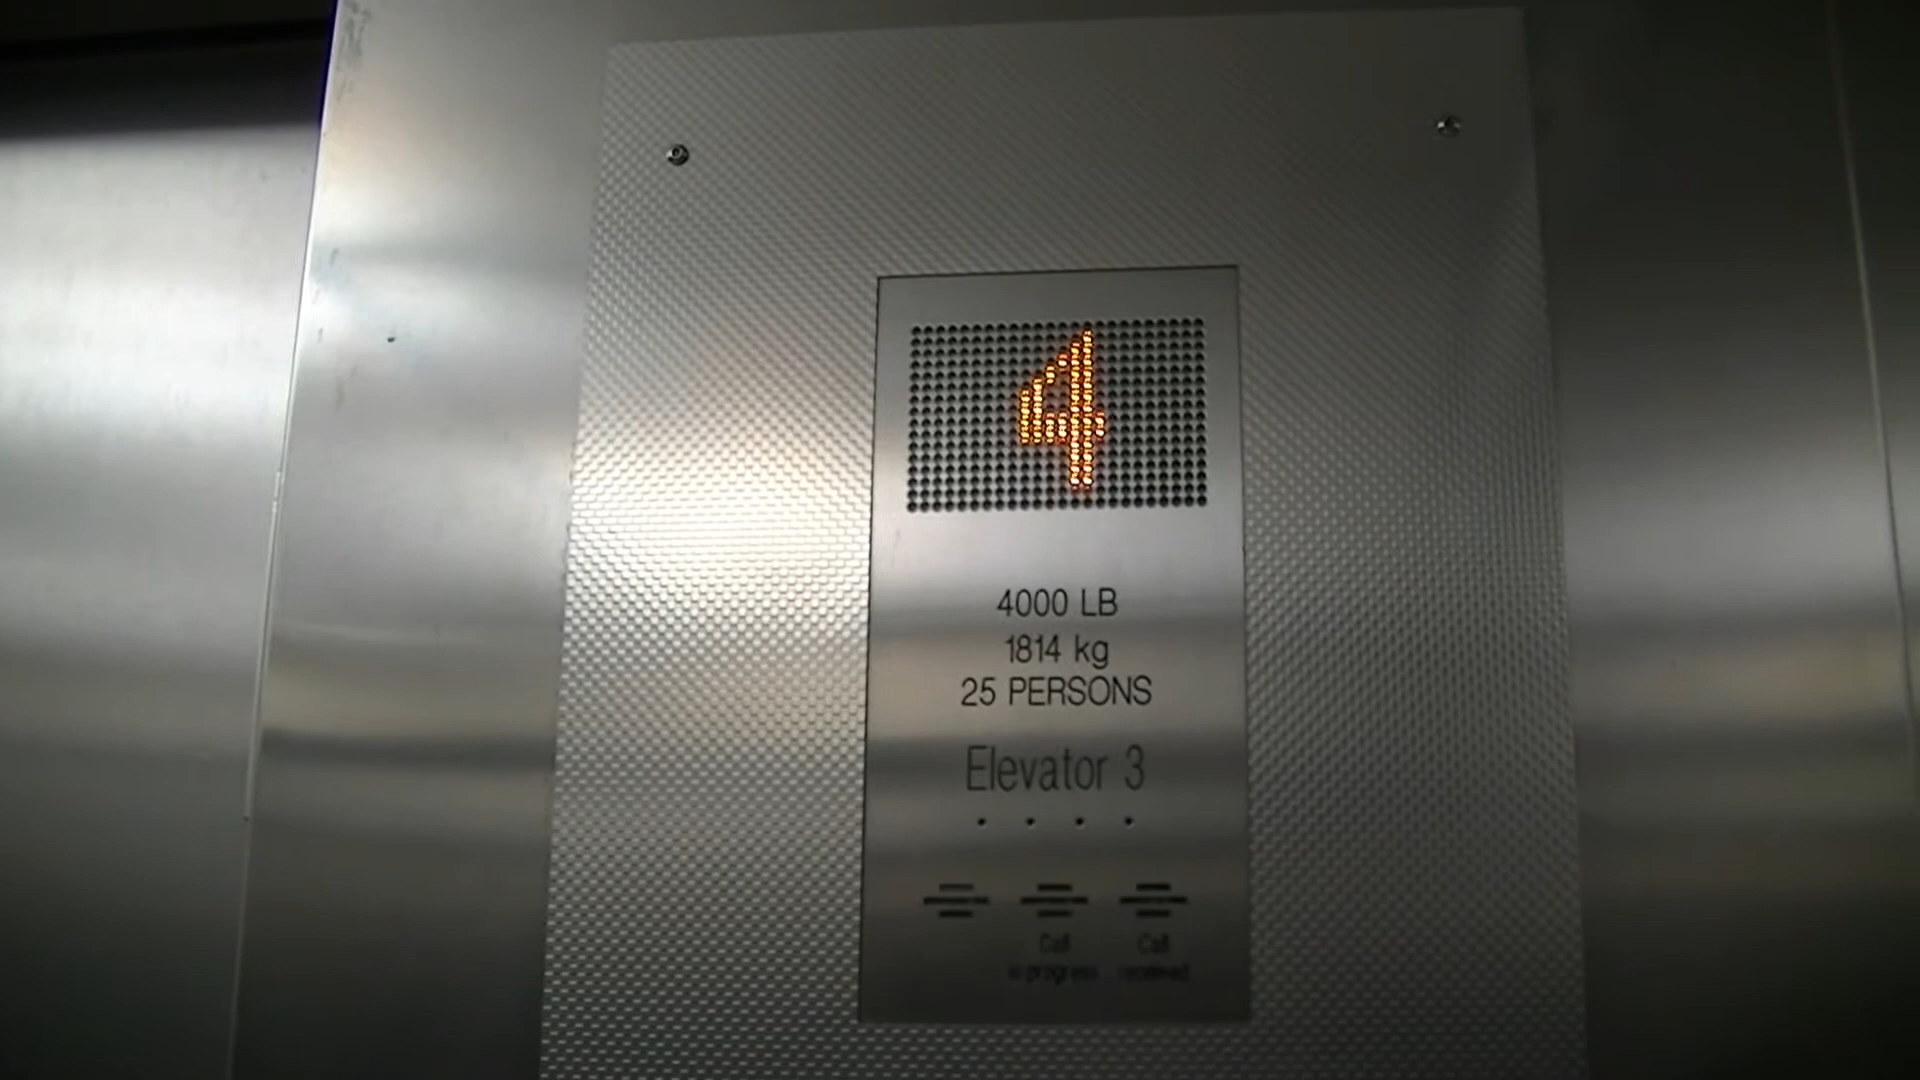 4
4000 LB
1814 kg
25 PERSONS
Elevator 3
Call Call
in progress received